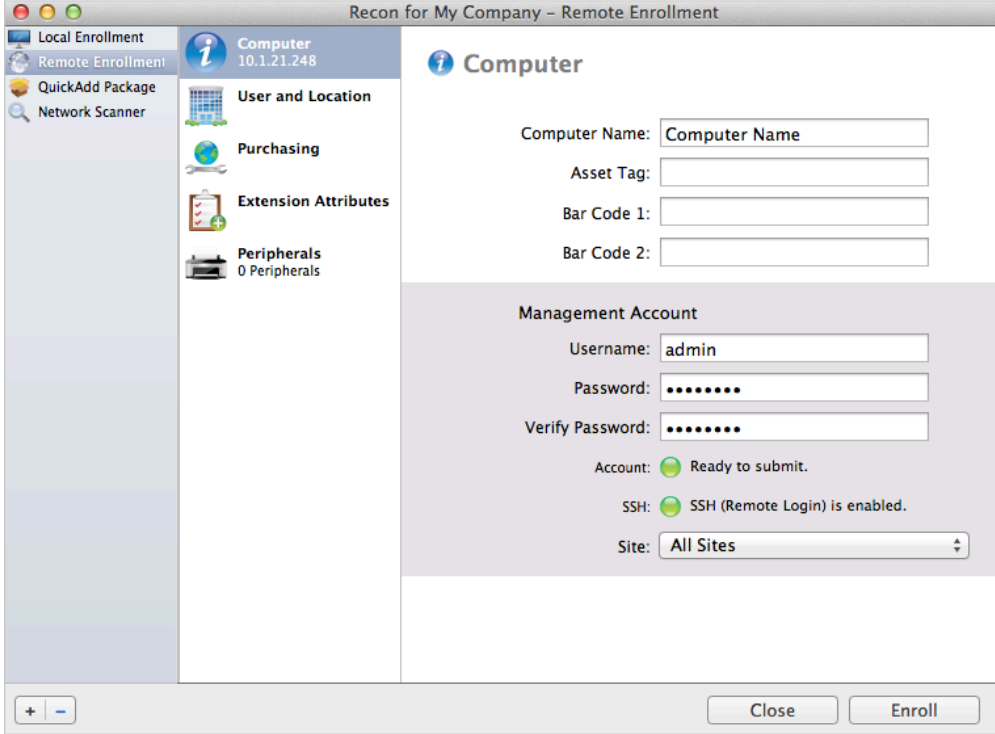 Recon for My Company – Remote Enrollment
Local Enrollment
Remote Enrollment
QuickAdd Package
Network Scanner
Computer
10.1.21.248
User and Location
Purchasing
Extension Attributes
Peripherals
0 Peripherals
Computer
Computer Name: Computer Name
Asset Tag:
Bar Code 1:
Bar Code 2:
Management Account
Username: admin
Password: ••••••••
Verify Password: ••••••••
Account: Ready to submit.
SSH: SSH (Remote Login) is enabled.
Site: All Sites
+ –
Close Enroll